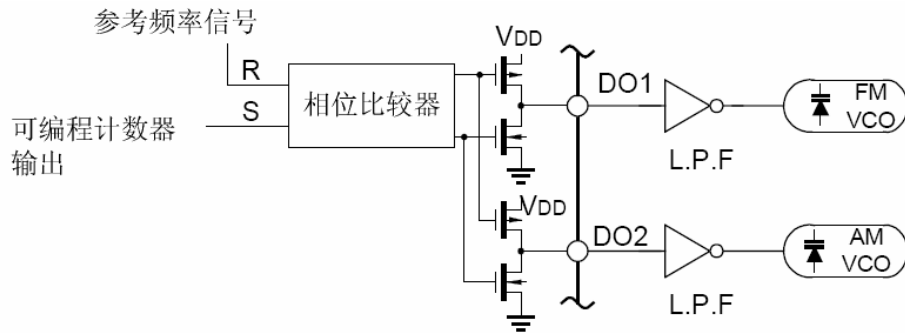 参考频率信号
R
S
相位比较器
可编程计数器
输出
VDD
DO1
L.P.F
FM
VCO
VDD
DO2
L.P.F
AM
VCO